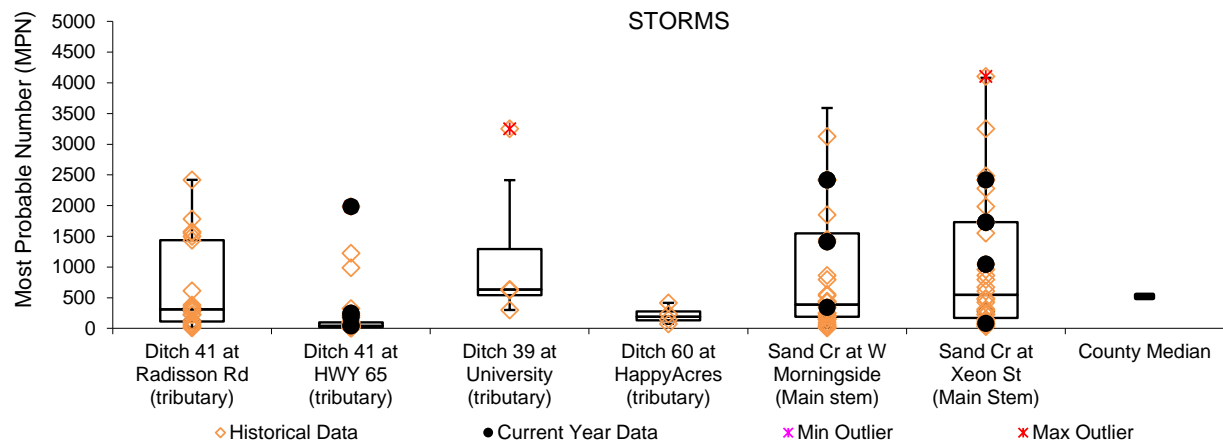 STORMS
Most Probable Number (MPN)
5000
4500
4000
3500
3000
2500
2000
1500
1000
500
0
Ditch 41 at
Radisson Rd
(tributary)
Ditch 41 at
HWY 65
(tributary)
Ditch 39 at
University
(tributary)
Ditch 60 at
HappyAcres
(tributary)
Sand Cr at W
Morningside
(Main stem)
Sand Cr at
Xeon St
(Main Stem)
County Median
Historical Data
Current Year Data
Min Outlier
Max Outlier